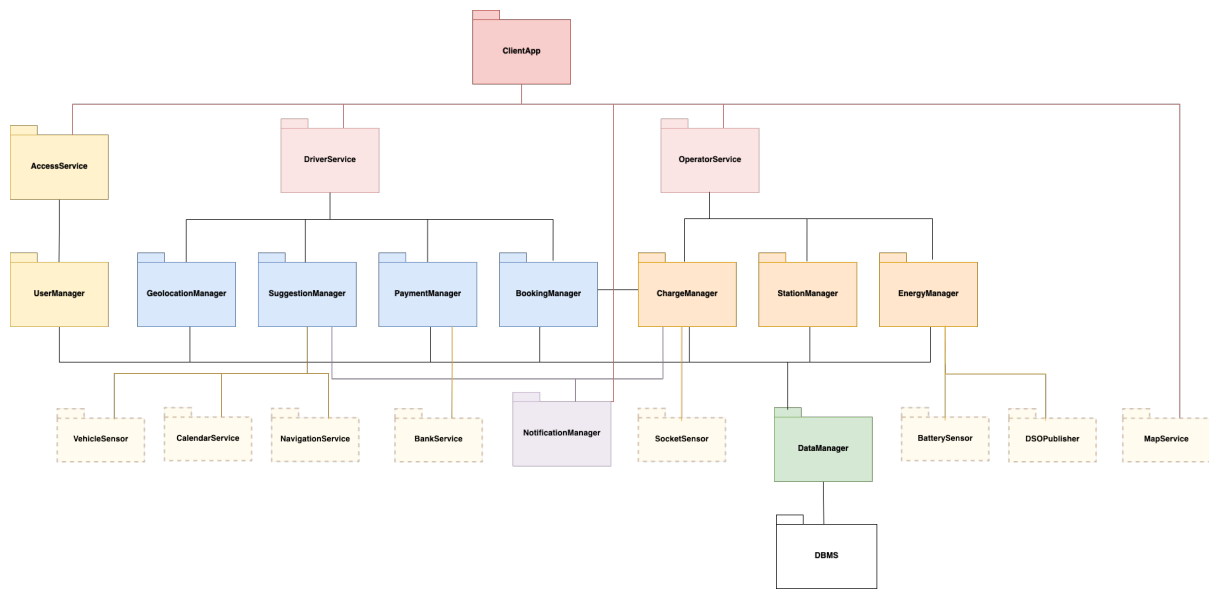 ClientApp
AccessService
DriverService
OperatorService
UserManager
GeolocationManager
SuggestionManager
PaymentManager
BookingManager
ChargeManager
StationManager
EnergyManager
VehicleSensor
CalendarService
NavigationService
BankService
NotificationManager
SocketSensor
DataManager
BatterySensor
DSOPublisher
MapService
DBMS